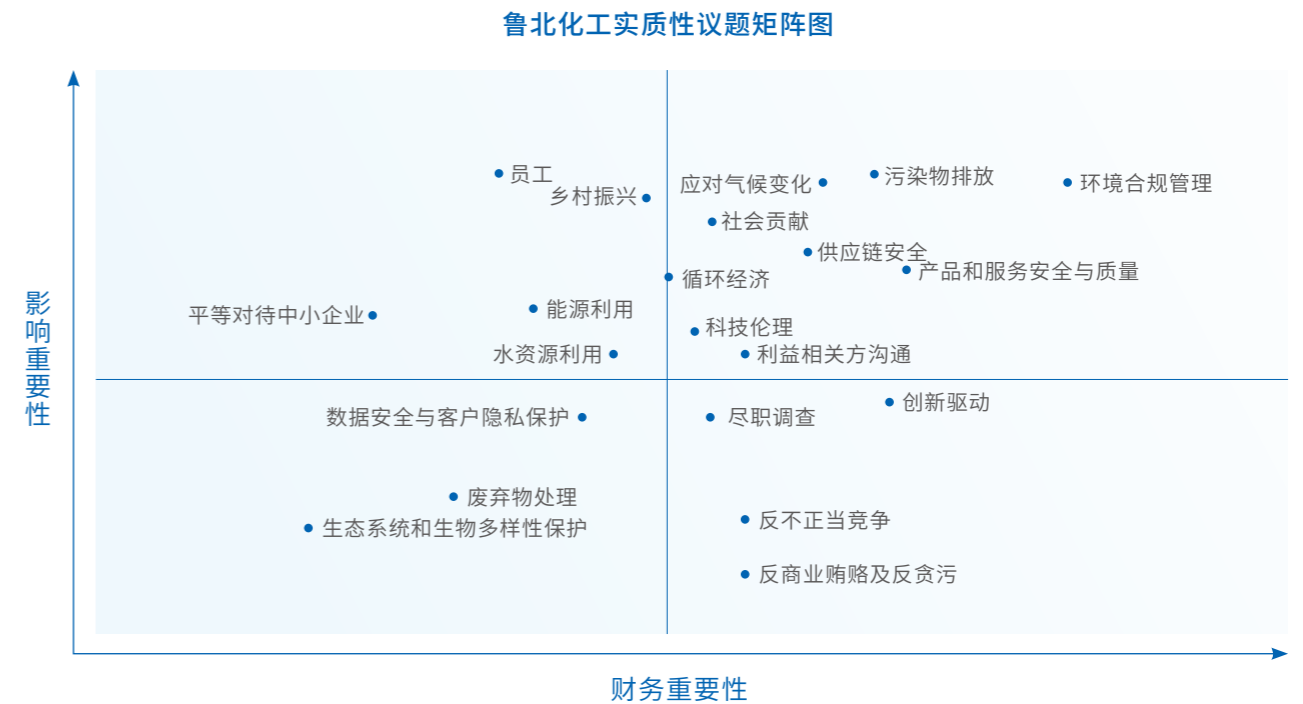 鲁北化工实质性议题矩阵图
影响重要性
员工
乡村振兴
应对气候变化
污染物排放
环境合规管理
社会贡献
供应链安全
产品和服务安全与质量
循环经济
平等对待中小企业
能源利用
科技伦理
水资源利用
利益相关方沟通
创新驱动
数据安全与客户隐私保护
尽职调查
废弃物处理
生态系统和生物多样性保护
反不正当竞争
反商业贿赂及反贪污
财务重要性